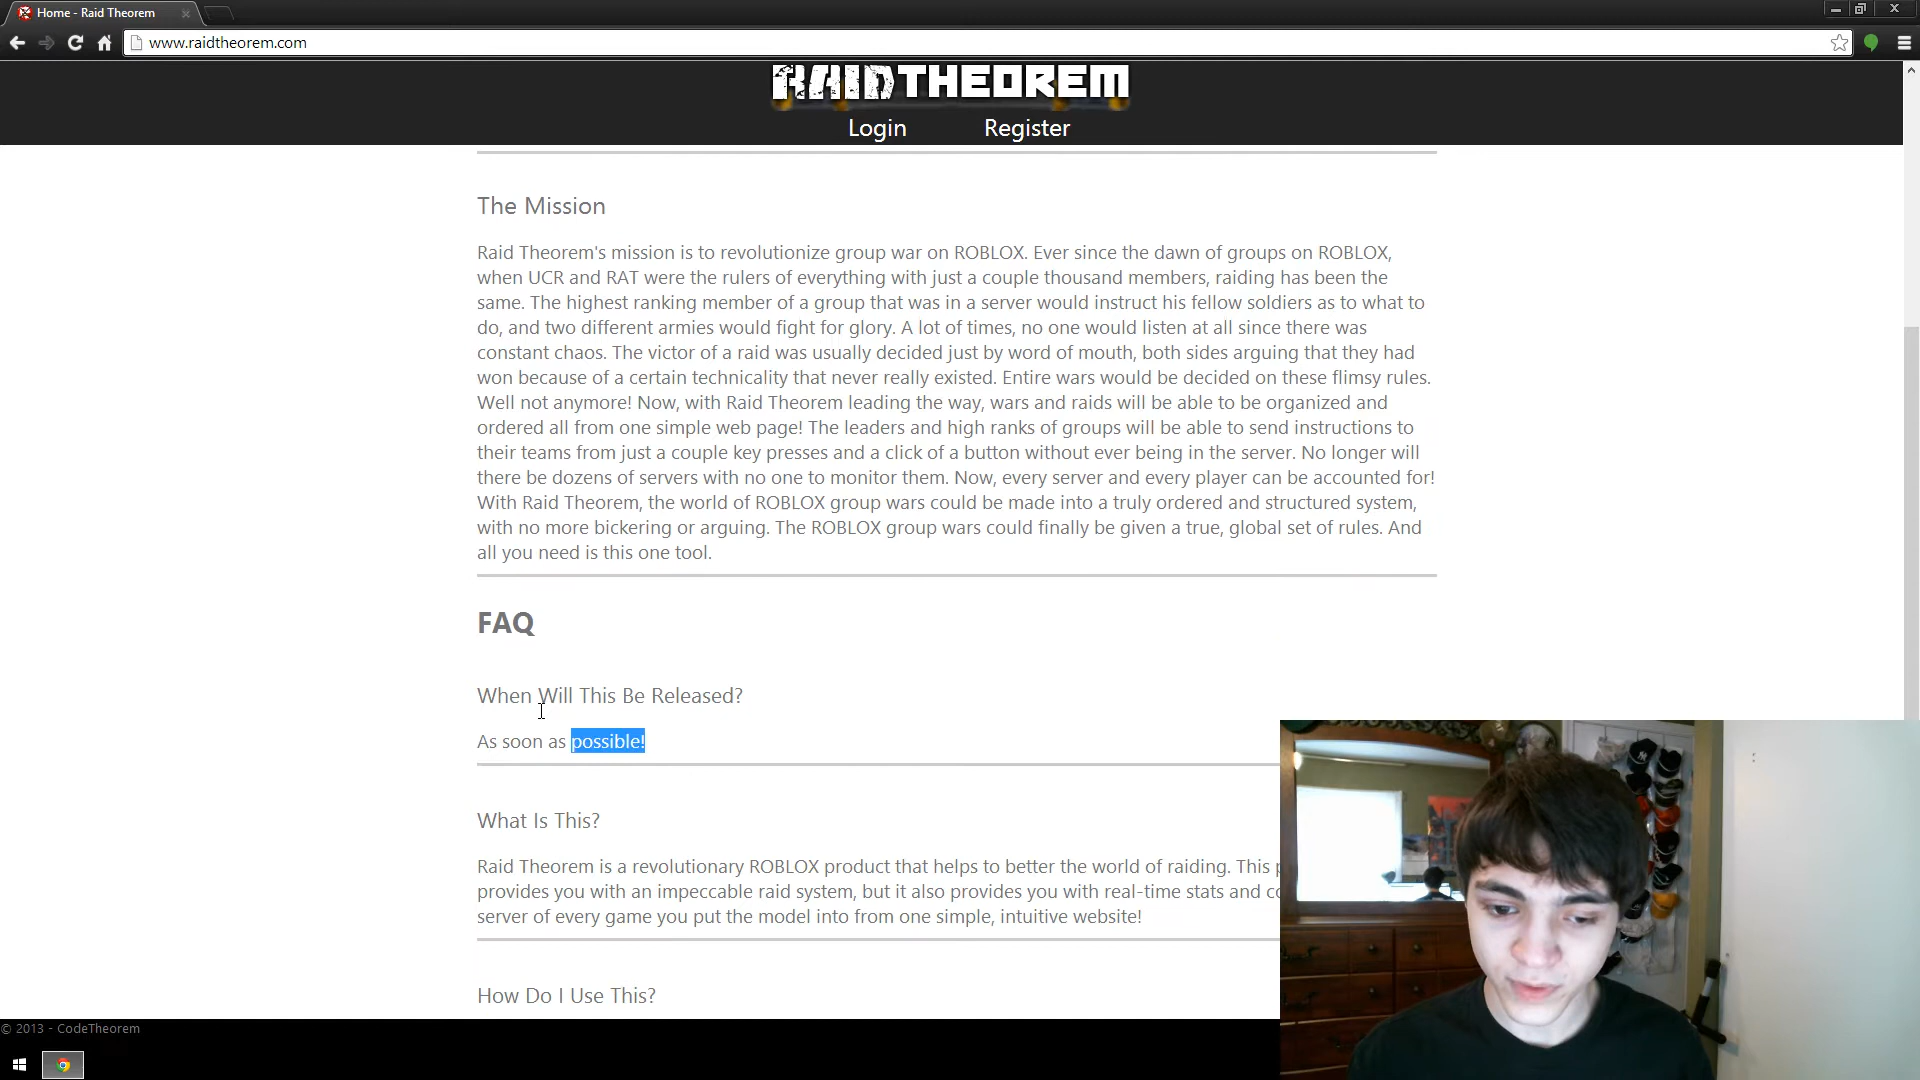 Home - Raid Theorem
www.raidtheorem.com
RAIDTHEOREM
Login Register
The Mission
Raid Theorem's mission is to revolutionize group war on ROBLOX. Ever since the dawn of groups on ROBLOX,
when UCR and RAT were the rulers of everything with just a couple thousand members, raiding has been the
same. The highest ranking member of a group that was in a server would instruct his fellow soldiers as to what to
do, and two different armies would fight for glory. A lot of times, no one would listen at all since there was
constant chaos. The victor of a raid was usually decided just by word of mouth, both sides arguing that they had
won because of a certain technicality that never really existed. Entire wars would be decided on these flimsy rules.
Well not anymore! Now, with Raid Theorem leading the way, wars and raids will be able to be organized and
ordered all from one simple web page! The leaders and high ranks of groups will be able to send instructions to
their teams from just a couple key presses and a click of a button without ever being in the server. No longer will
there be dozens of servers with no one to monitor them. Now, every server and every player can be accounted for!
With Raid Theorem, the world of ROBLOX group wars could be made into a truly ordered and structured system,
with no more bickering or arguing. The ROBLOX group wars could finally be given a true, global set of rules. And
all you need is this one tool.
FAQ
When Will This Be Released?
As soon as possible!
What Is This?
Raid Theorem is a revolutionary ROBLOX product that helps to better the world of raiding. This
provides you with an impeccable raid system, but it also provides you with real-time stats and
server of every game you put the model into from one simple, intuitive website!
How Do I Use This?
© 2013 - CodeTheorem